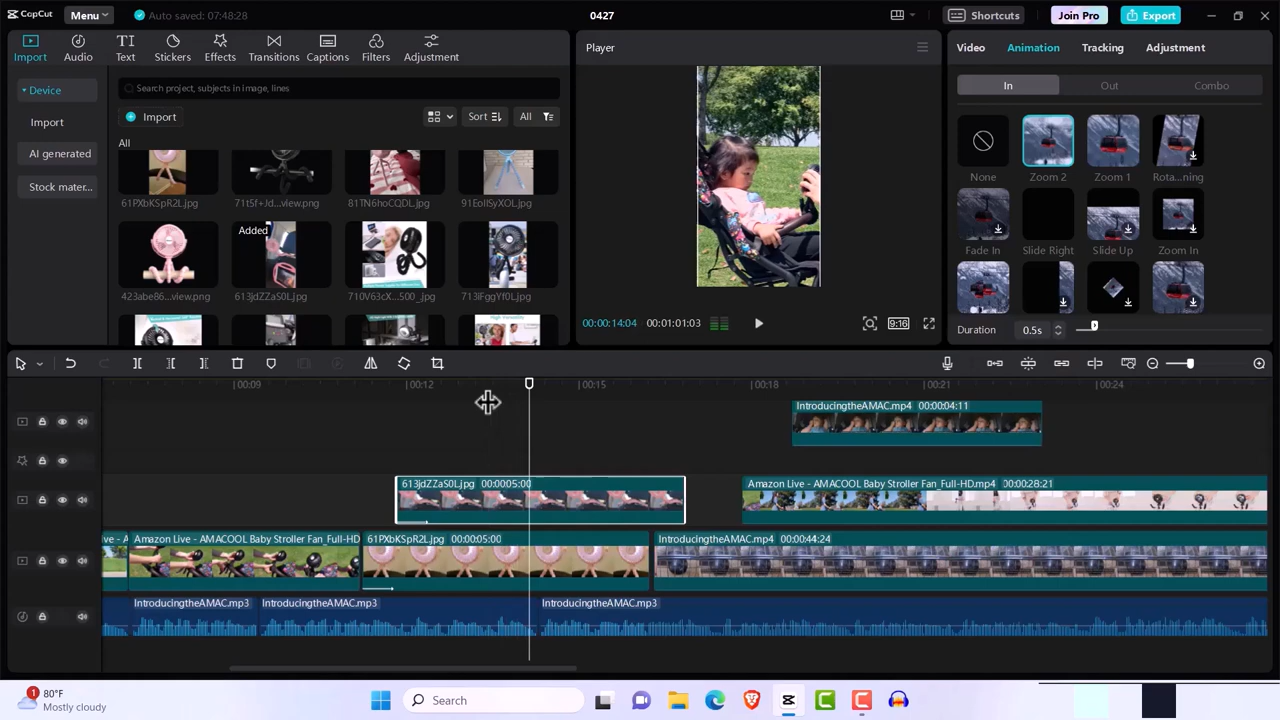 CapCut
Menu
Auto saved: 07:48:28
0427
Shortcuts
Join Pro
Export
Import
Audio
Text
Stickers
Effects
Transitions
Captions
Filters
Adjustment
Player
Video
Animation
Tracking
Adjustment
Device
Search project, subjects in image, lines
In
Out
Combo
Import
Import
Sort
All
All
AI generated
Stock mater...
61PXbKSpR2L.jpg
71t5f+Jd...view.png
81TN6hoCQDL.jpg
91EoIISyXOL.jpg
None
Zoom 2
Zoom 1
Rota...ning
Added
Fade In
Slide Right
Slide Up
Zoom In
423abe86...view.png
613jdZZaS0L.jpg
710V63cX...500_.jpg
713IFggYf0L.jpg
00:00:14:04
00:01:01:03
9:16
Duration
0.5s
00:09
00:12
00:15
00:18
00:21
00:24
IntroducingtheAMAC.mp4 00:00:04:11
613jdZZaS0L.jpg 00:00:05:00
Amazon Live - AMACOOL Baby Stroller Fan_Full-HD.mp4 00:00:28:21
ve - A
Amazon Live - AMACOOL Baby Stroller Fan_Full-HD
61PXbKSpR2L.jpg 00:00:05:00
IntroducingtheAMAC.mp4 00:00:44:24
IntroducingtheAMAC.mp3
IntroducingtheAMAC.mp3
IntroducingtheAMAC.mp3
1
80°F
Mostly cloudy
Search